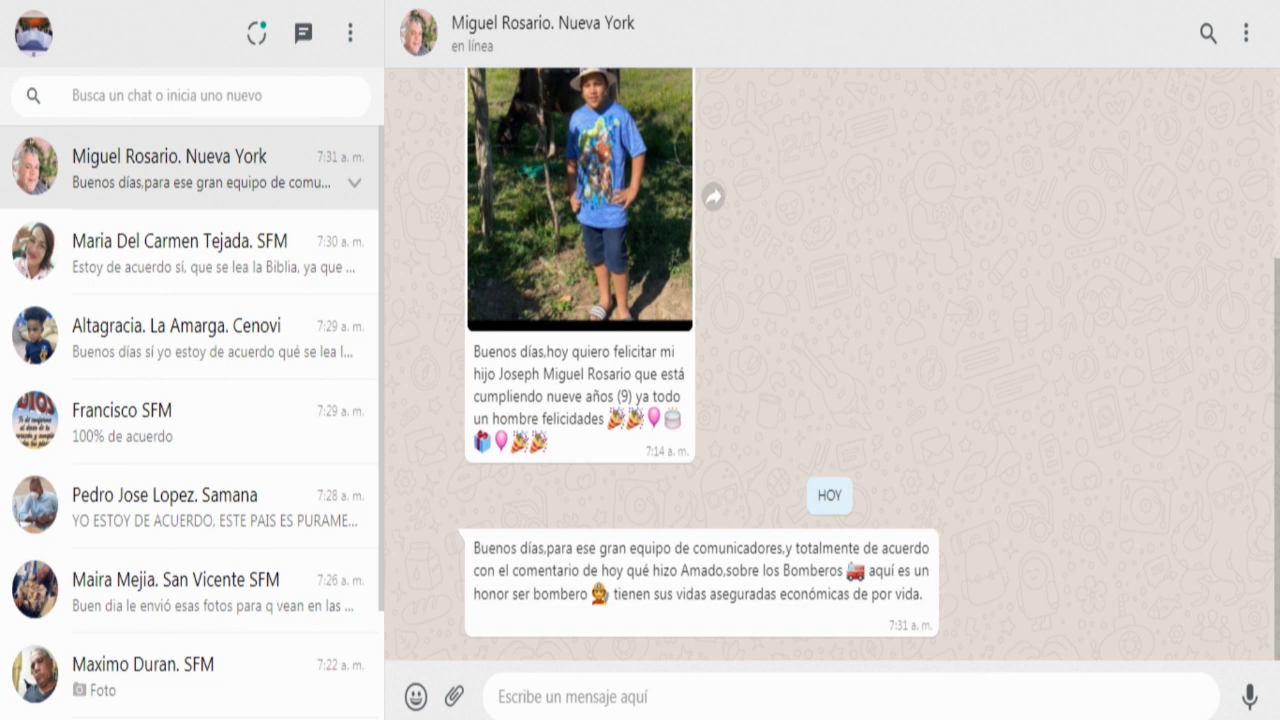 Busca un chat o inicia uno nuevo
Miguel Rosario. Nueva York
7:31 a. m.
Buenos días,para ese gran equipo de comu...
Maria Del Carmen Tejada. SFM
7:30 a. m.
Estoy de acuerdo sí, que se lea la Biblia, ya que ...
Altagracia. La Amarga. Cenovi
7:29 a. m.
Buenos días sí yo estoy de acuerdo qué se lea l...
Francisco SFM
7:29 a. m.
100% de acuerdo
Pedro Jose Lopez. Samana
7:28 a. m.
YO ESTOY DE ACUERDO, ESTE PAIS ES PURAME...
Maira Mejia. San Vicente SFM
7:26 a. m.
Buen dia le envió esas fotos para q vean en las ...
Maximo Duran. SFM
7:22 a. m.
Foto
Miguel Rosario. Nueva York
en línea
Buenos días,hoy quiero felicitar mi
hijo Joseph Miguel Rosario que está
cumpliendo nueve años (9) ya todo
un hombre felicidades 🎉🎉🎈🎂
🎁🎈🎉🎉
7:14 a. m.
HOY
Buenos días,para ese gran equipo de comunicadores,y totalmente de acuerdo
con el comentario de hoy qué hizo Amado,sobre los Bomberos 🚒 aquí es un
honor ser bombero 👩‍🚒 tienen sus vidas aseguradas económicas de por vida.
7:31 a. m.
Escribe un mensaje aquí